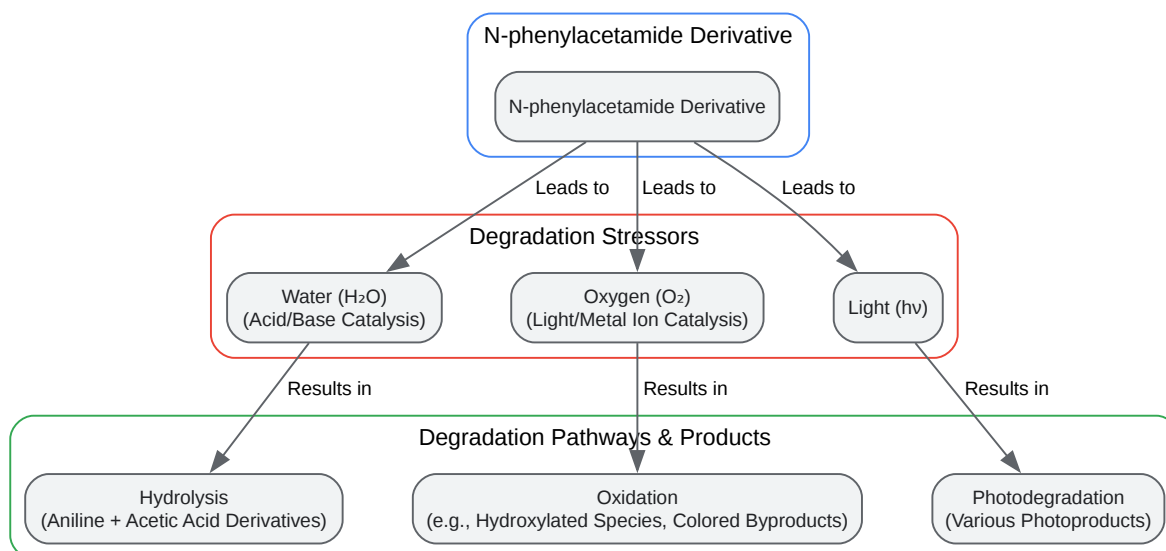 N-phenylacetamide Derivative
N-phenylacetamide Derivative
Leads to
Leads to
Leads to
Degradation Stressors
Water (H₂O)
(Acid/Base Catalysis)
Oxygen (O₂)
(Light/Metal Ion Catalysis)
Light (hν)
Results in
Results in
Results in
Degradation Pathways & Products
Hydrolysis
(Aniline + Acetic Acid Derivatives)
Oxidation
(e.g., Hydroxylated Species, Colored Byproducts)
Photodegradation
(Various Photoproducts)